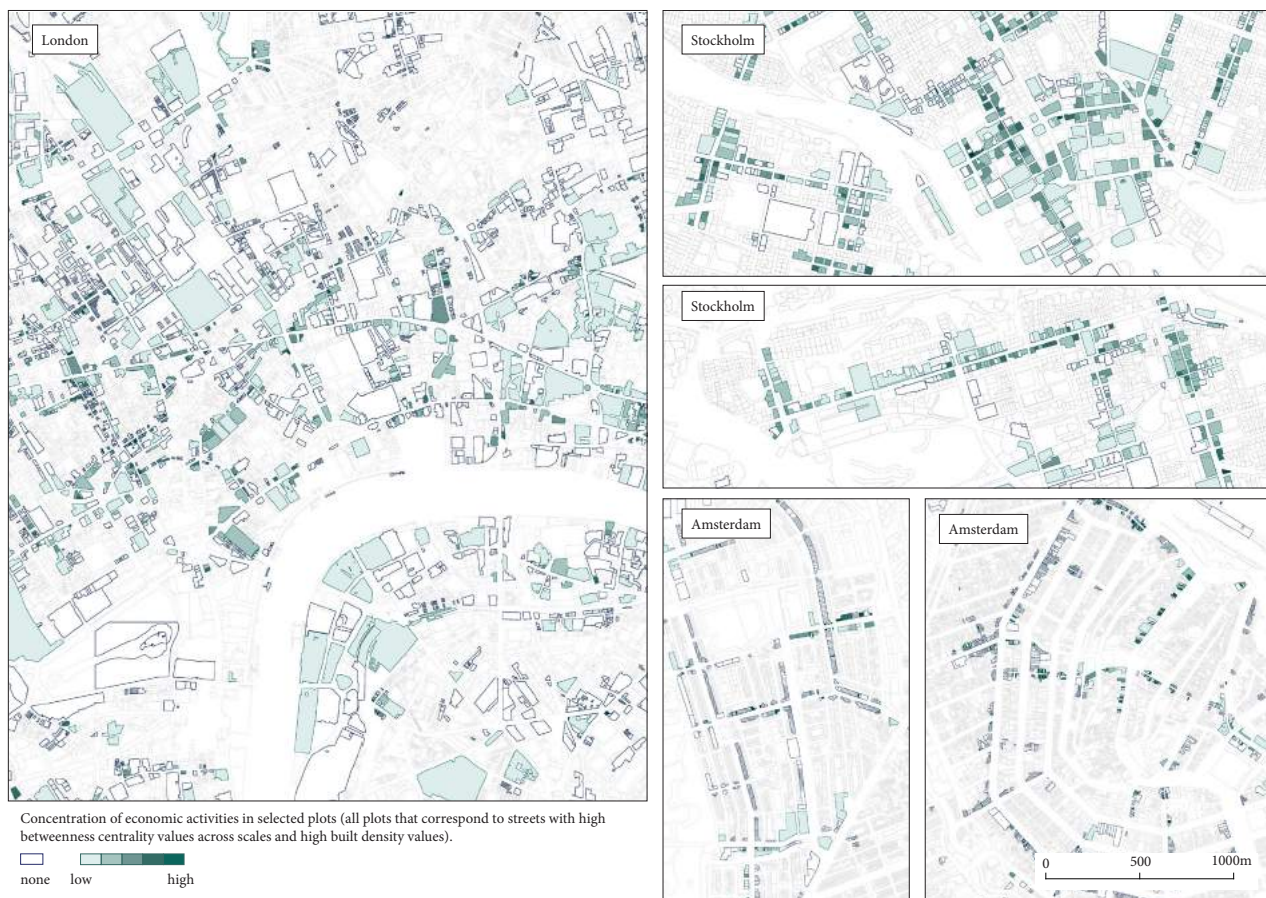 London
Stockholm
Stockholm
Amsterdam
Amsterdam
0 500 1000m
Concentration of economic activities in selected plots (all plots that correspond to streets with high
betweenness centrality values across scales and high built density values).
none low high